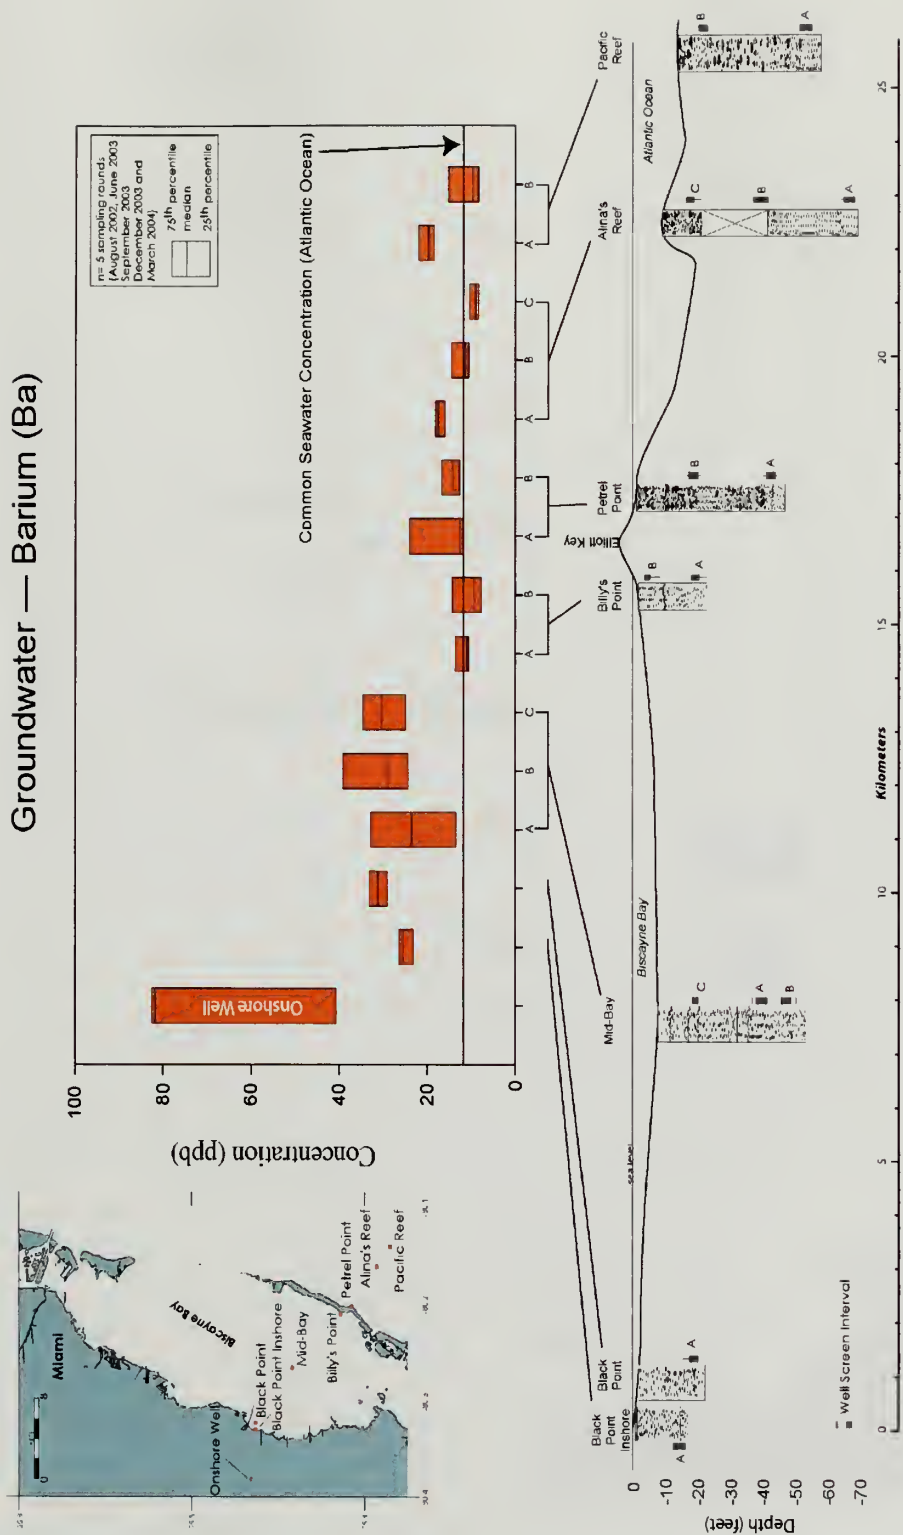 Groundwater — Barium (Ba)
n= 5 sampling rounds
(August 2002, June 2003
September 2003
December 2003 and
March 2004)
75th percentile
median
25th percentile
Common Seawater Concentration (Atlantic Ocean)
Onshore Well
Concentration (ppb)
100
80
60
40
20
0
A
B
C
A
B
A
B
A
B
C
A
B
Miami
Biscayne Bay
Onshore Well
Black Point
Black Point Inshore
Mid-Bay
Billy's Point
Petrel Point
Alina's Reef
Pacific Reef
0
8
Black
Point
Inshore
Black
Point
Mid-Bay
Billy's
Point
Elliott Key
Petrel
Point
Alina's
Reef
Pacific
Reef
sea level
Biscayne Bay
Atlantic Ocean
A
A
C
A
B
B
A
B
A
C
B
A
B
A
Depth (feet)
0
-10
-20
-30
-40
-50
-60
-70
Well Screen Interval
Kilometers
0
5
10
15
20
25